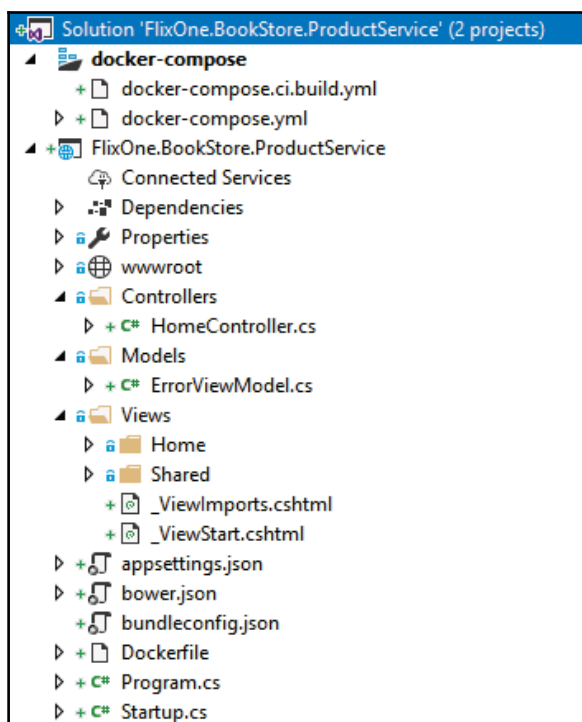 Solution 'FlixOne.BookStore.ProductService' (2 projects)
docker-compose
docker-compose.ci.build.yml
docker-compose.yml
FlixOne.BookStore.ProductService
Connected Services
Dependencies
Properties
wwwroot
Controllers
C# HomeController.cs
Models
C# ErrorViewModel.cs
Views
Home
Shared
_ViewImports.cshtml
_ViewStart.cshtml
appsettings.json
bower.json
bundleconfig.json
Dockerfile
C# Program.cs
C# Startup.cs